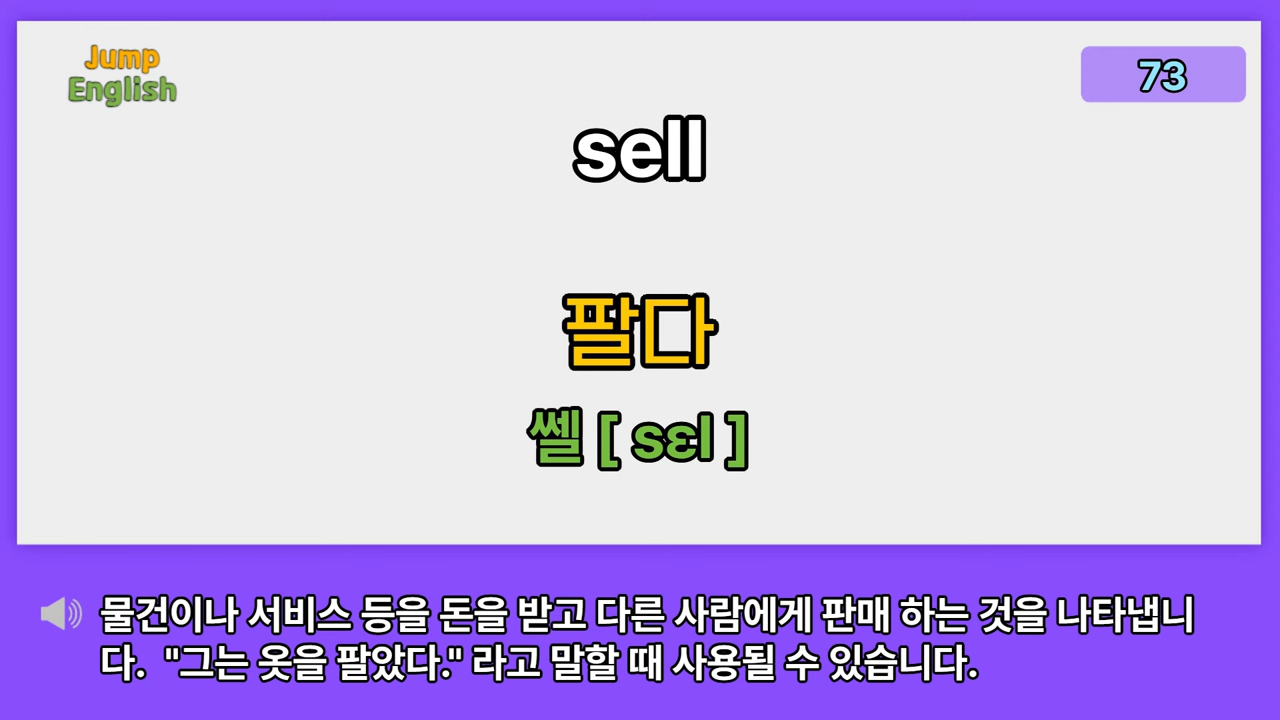 Jump
English
73
sell
팔다
쎌 [ sɛl ]
물건이나 서비스 등을 돈을 받고 다른 사람에게 판매 하는 것을 나타냅니
다. "그는 옷을 팔았다." 라고 말할 때 사용될 수 있습니다.